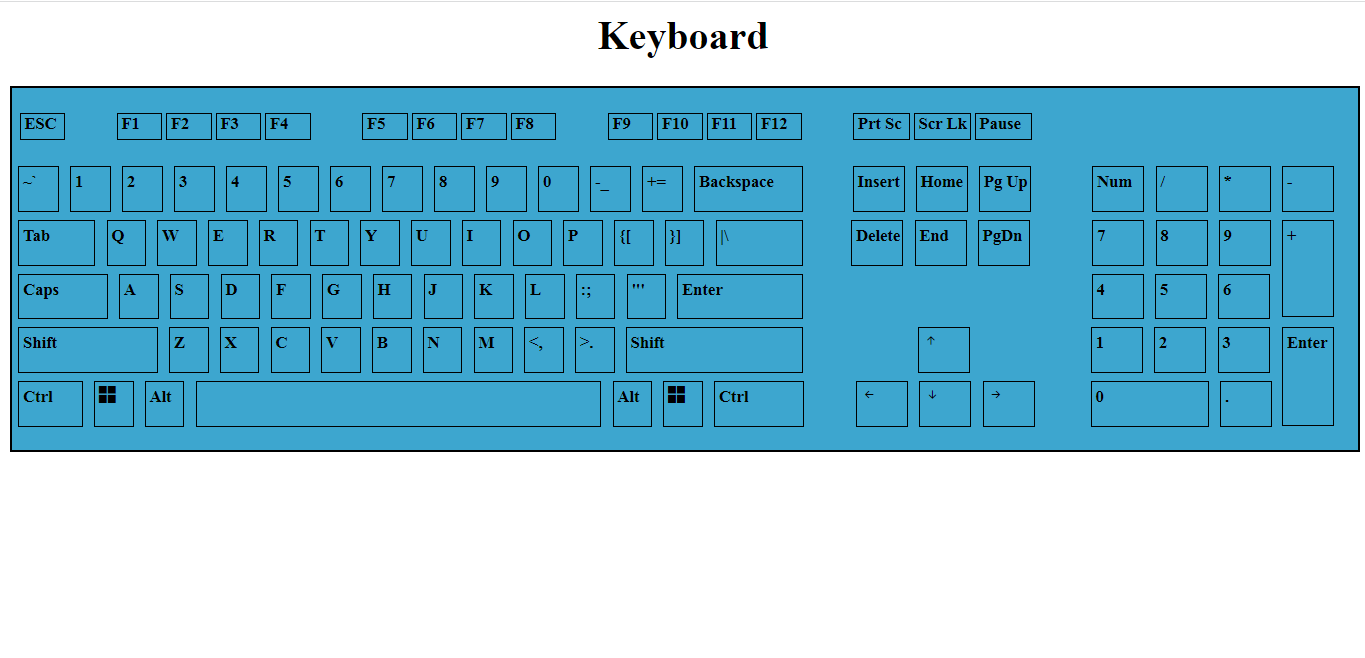 Keyboard
ESC F1 F2 F3 F4 F5 F6 F7 F8 F9 F10 F11 F12 Prt Sc Scr Lk Pause
~` 1 2 3 4 5 6 7 8 9 0 -_ += Backspace Insert Home Pg Up Num / * -
Tab Q W E R T Y U I O P {[ }] |\ Delete End PgDn 7 8 9 +
Caps A S D F G H J K L :; "' Enter 4 5 6
Shift Z X C V B N M <, >. Shift ↑ 1 2 3 Enter
Ctrl Alt Alt Ctrl ← ↓ → 0 .